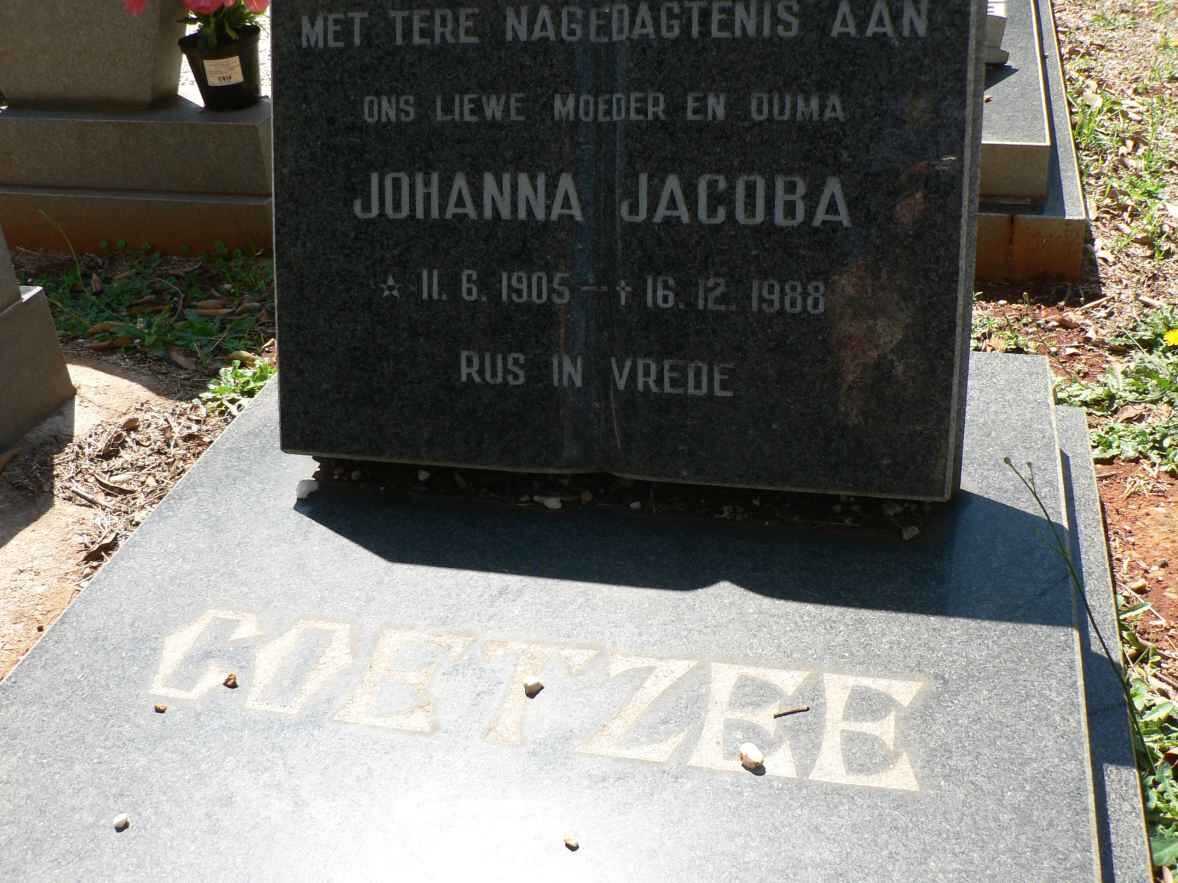 MET TERE NAGEDAGTENIS AAN
ONS LIEWE MOEDER EN OUMA
JOHANNA JACOBA
☆ 11. 6. 1905 - † 16. 12. 1988
RUS IN VREDE
COETZEE